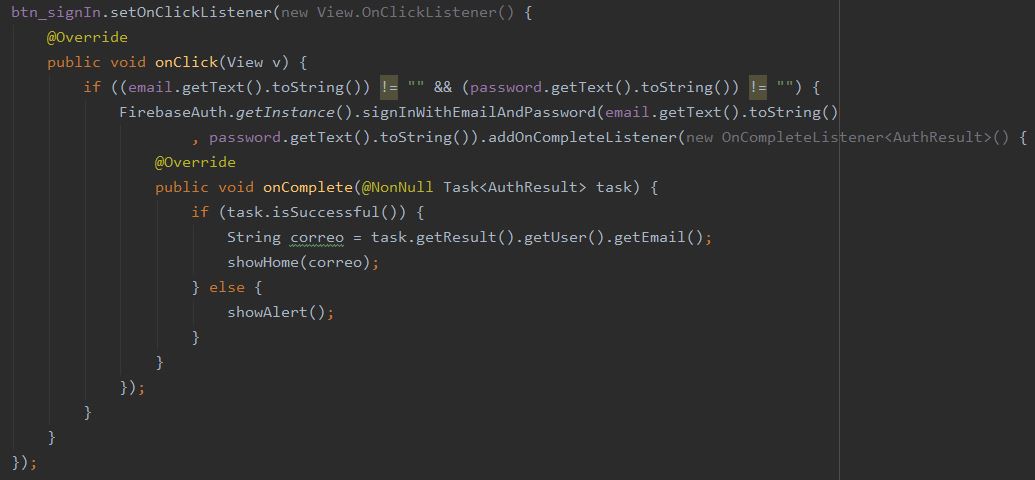 btn_signIn.setOnClickListener(new View.OnClickListener() {
    @Override
    public void onClick(View v) {
        if ((email.getText().toString()) != "" && (password.getText().toString()) != "") {
            FirebaseAuth.getInstance().signInWithEmailAndPassword(email.getText().toString()
                    , password.getText().toString()).addOnCompleteListener(new OnCompleteListener<AuthResult>() {
                @Override
                public void onComplete(@NonNull Task<AuthResult> task) {
                    if (task.isSuccessful()) {
                        String correo = task.getResult().getUser().getEmail();
                        showHome(correo);
                    } else {
                        showAlert();
                    }
                }
            });
        }
    }
});